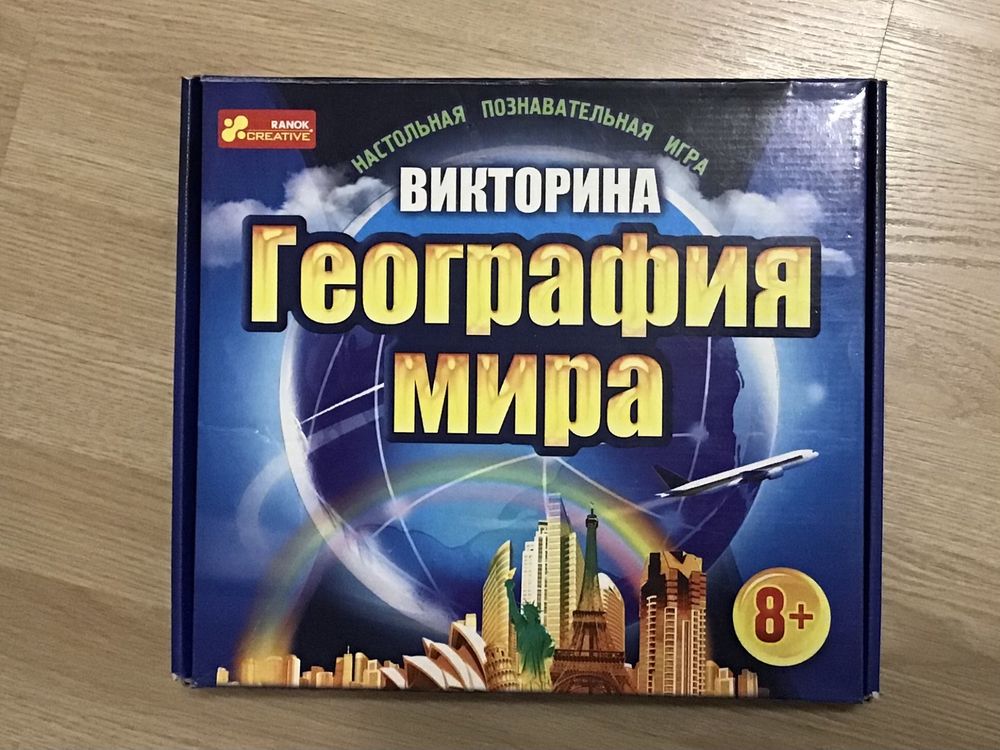 RANOK
CREATIVE
НАСТОЛЬНАЯ ПОЗНАВАТЕЛЬНАЯ ИГРА
ВИКТОРИНА
География
мира
8+